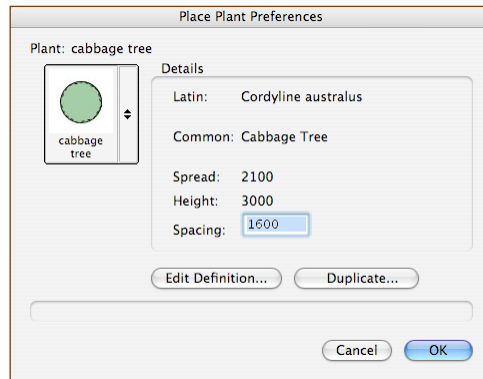 Place Plant Preferences
Plant: cabbage tree
cabbage
tree
Details
Latin: Cordyline australus
Common: Cabbage Tree
Spread: 2100
Height: 3000
Spacing: 1600
Edit Definition... Duplicate...
Cancel OK